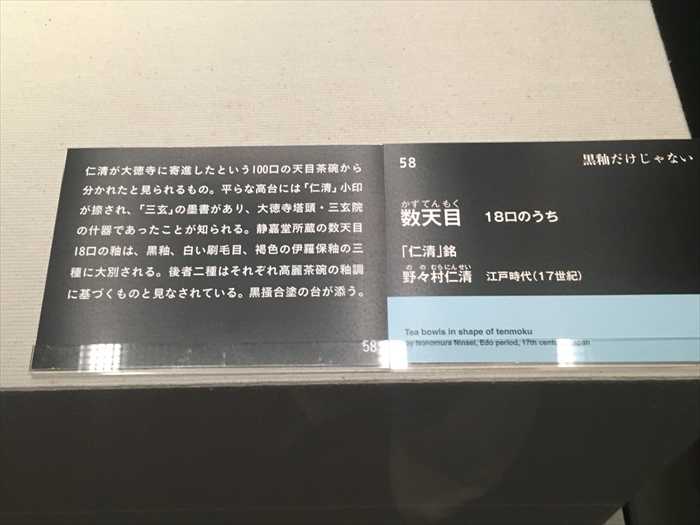 仁清が大徳寺に寄進したという100口の天目茶碗から
分かれたと見られるもの。平らな高台には「仁清」小印
が捺され、「三玄」の墨書があり、大徳寺塔頭・三玄院
の什器であったことが知られる。静嘉堂所蔵の数天目
18口の釉は、黒釉、白い刷毛目、褐色の伊羅保釉の三
種に大別される。後者二種はそれぞれ高麗茶碗の釉調
に基づくものと見なされている。黒掻合塗の台が添う。
58
58
黒釉だけじゃない
かずてんもく
数天目 18口のうち
「仁清」銘
ののむらにんせい
野々村仁清 江戸時代(17世紀)
Tea bowls in shape of tenmoku
by Nonomura Ninsei, Edo period, 17th century, Japan